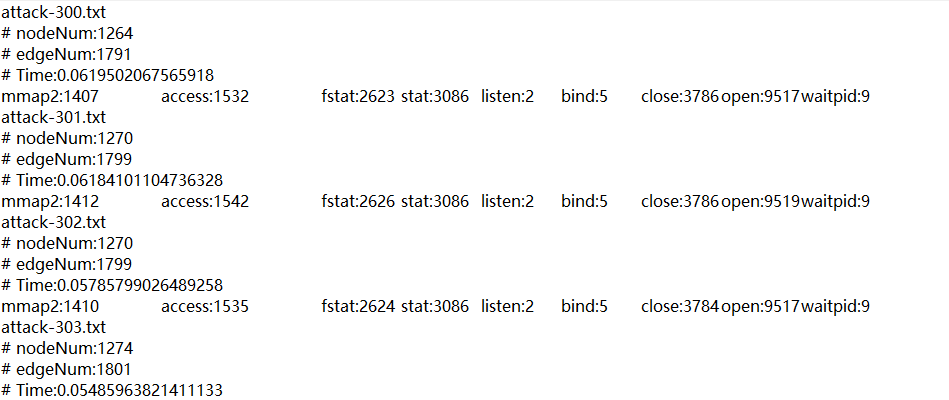 attack-300.txt
# nodeNum:1264
# edgeNum:1791
# Time:0.0619502067565918
mmap2:1407 access:1532 fstat:2623 stat:3086 listen:2 bind:5 close:3786 open:9517 waitpid:9
attack-301.txt
# nodeNum:1270
# edgeNum:1799
# Time:0.06184101104736328
mmap2:1412 access:1542 fstat:2626 stat:3086 listen:2 bind:5 close:3786 open:9519 waitpid:9
attack-302.txt
# nodeNum:1270
# edgeNum:1799
# Time:0.05785799026489258
mmap2:1410 access:1535 fstat:2624 stat:3086 listen:2 bind:5 close:3784 open:9517 waitpid:9
attack-303.txt
# nodeNum:1274
# edgeNum:1801
# Time:0.05485963821411133